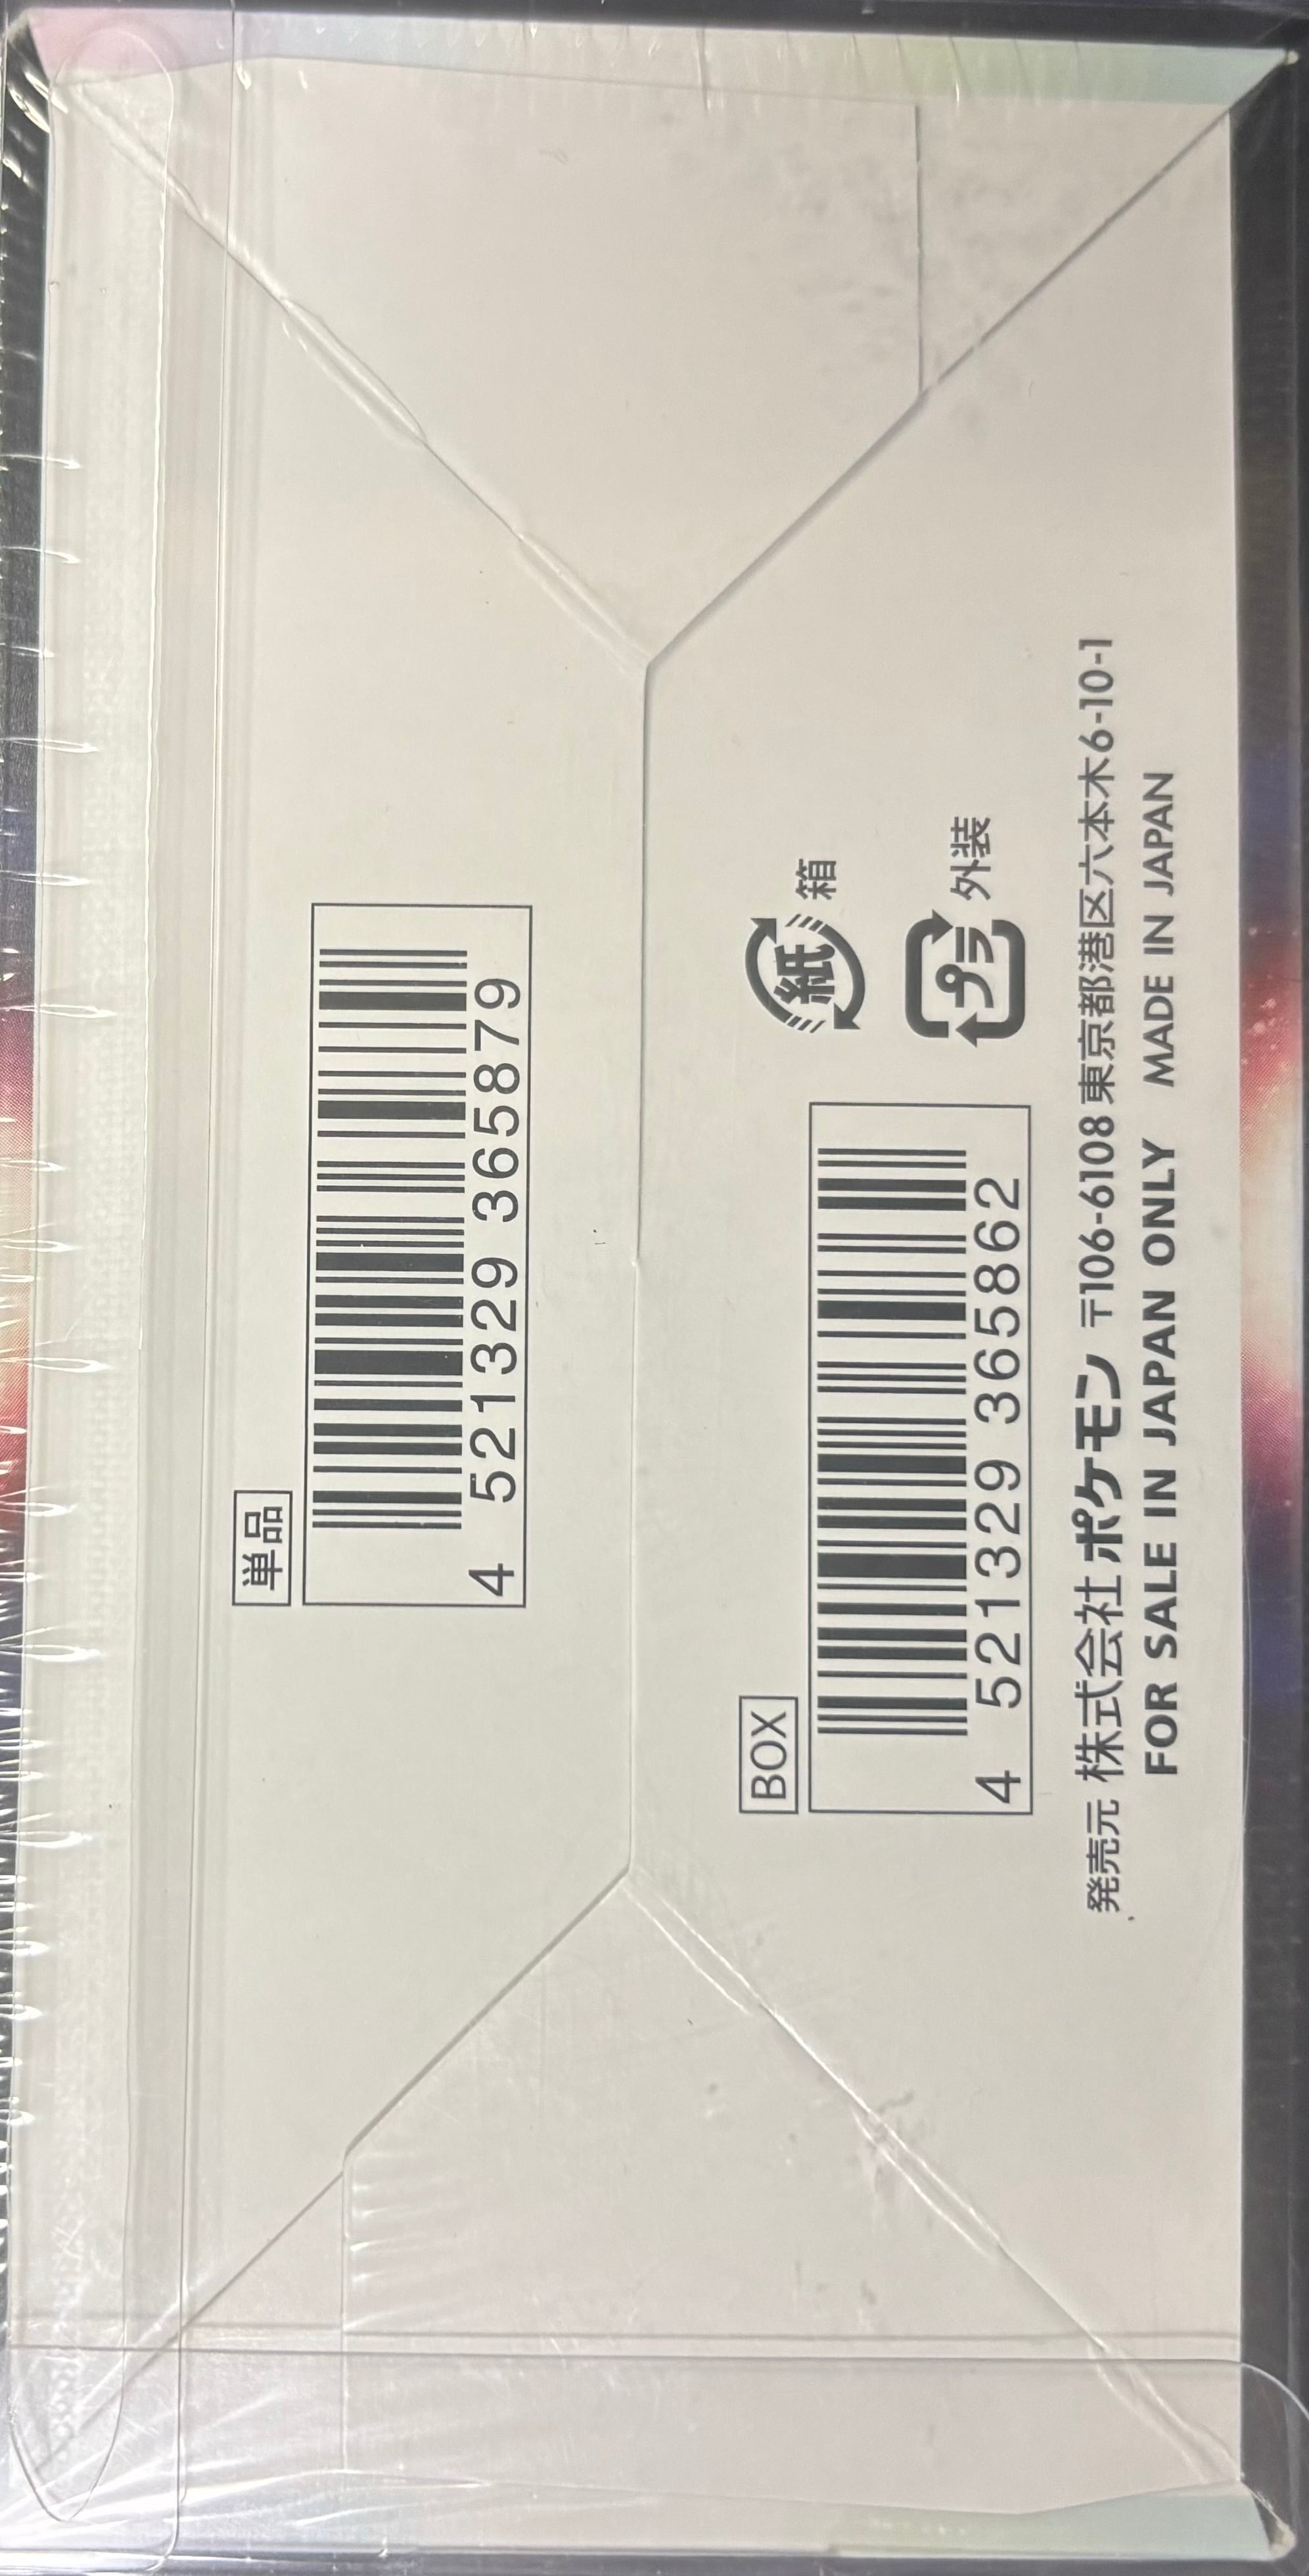 単品
4 521329 365879
BOX
4 521329 365862
紙 箱
プラ 外装
発売元 株式会社ポケモン 〒106-6108 東京都港区六本木6-10-1
FOR SALE IN JAPAN ONLY MADE IN JAPAN